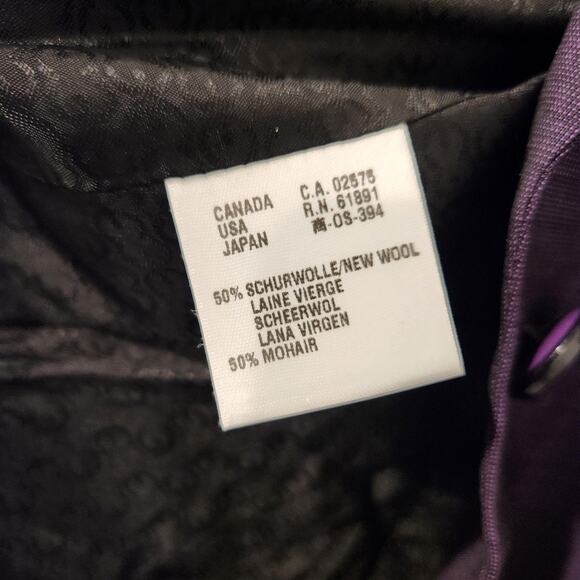 CANADA C.A. 02575
USA R.N. 61891
JAPAN 商-OS-394
50% SCHURWOLLE/NEW WOOL
LAINE VIERGE
SCHEERWOL
LANA VIRGEN
50% MOHAIR